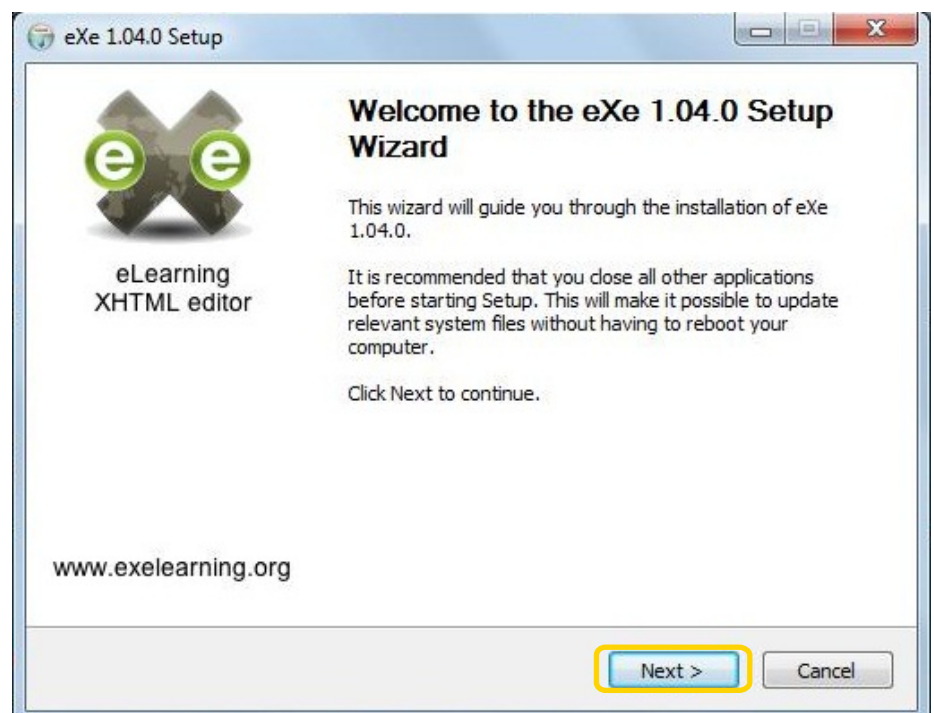 eXe 1.04.0 Setup
X
Welcome to the eXe 1.04.0 Setup
Wizard
This wizard will guide you through the installation of eXe
1.04.0.
It is recommended that you close all other applications
before starting Setup. This will make it possible to update
relevant system files without having to reboot your
computer.
Click Next to continue.
e e
eLearning
XHTML editor
www.exelearning.org
Next >
Cancel